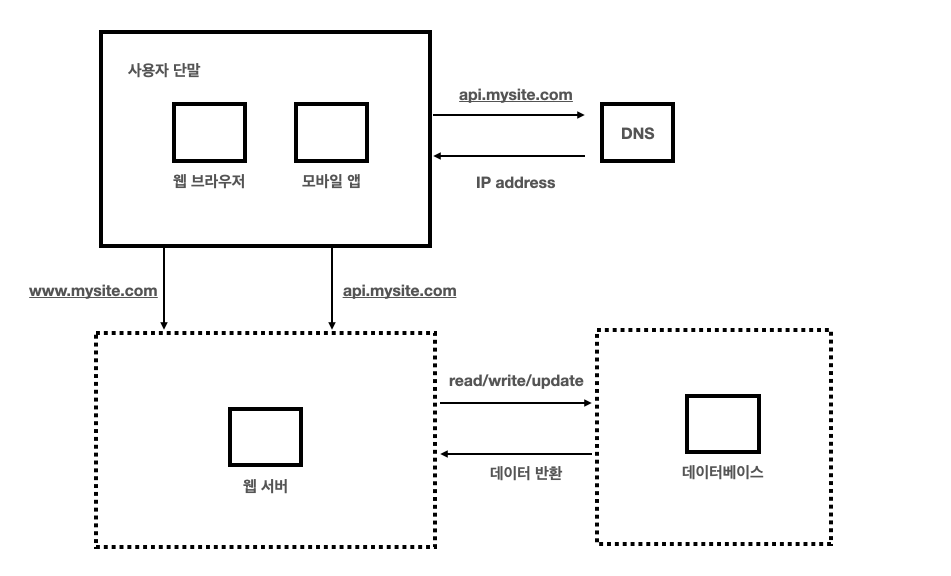 사용자 단말
api.mysite.com
DNS
웹 브라우저
모바일 앱
IP address
www.mysite.com
api.mysite.com
read/write/update
웹 서버
데이터 반환
데이터베이스